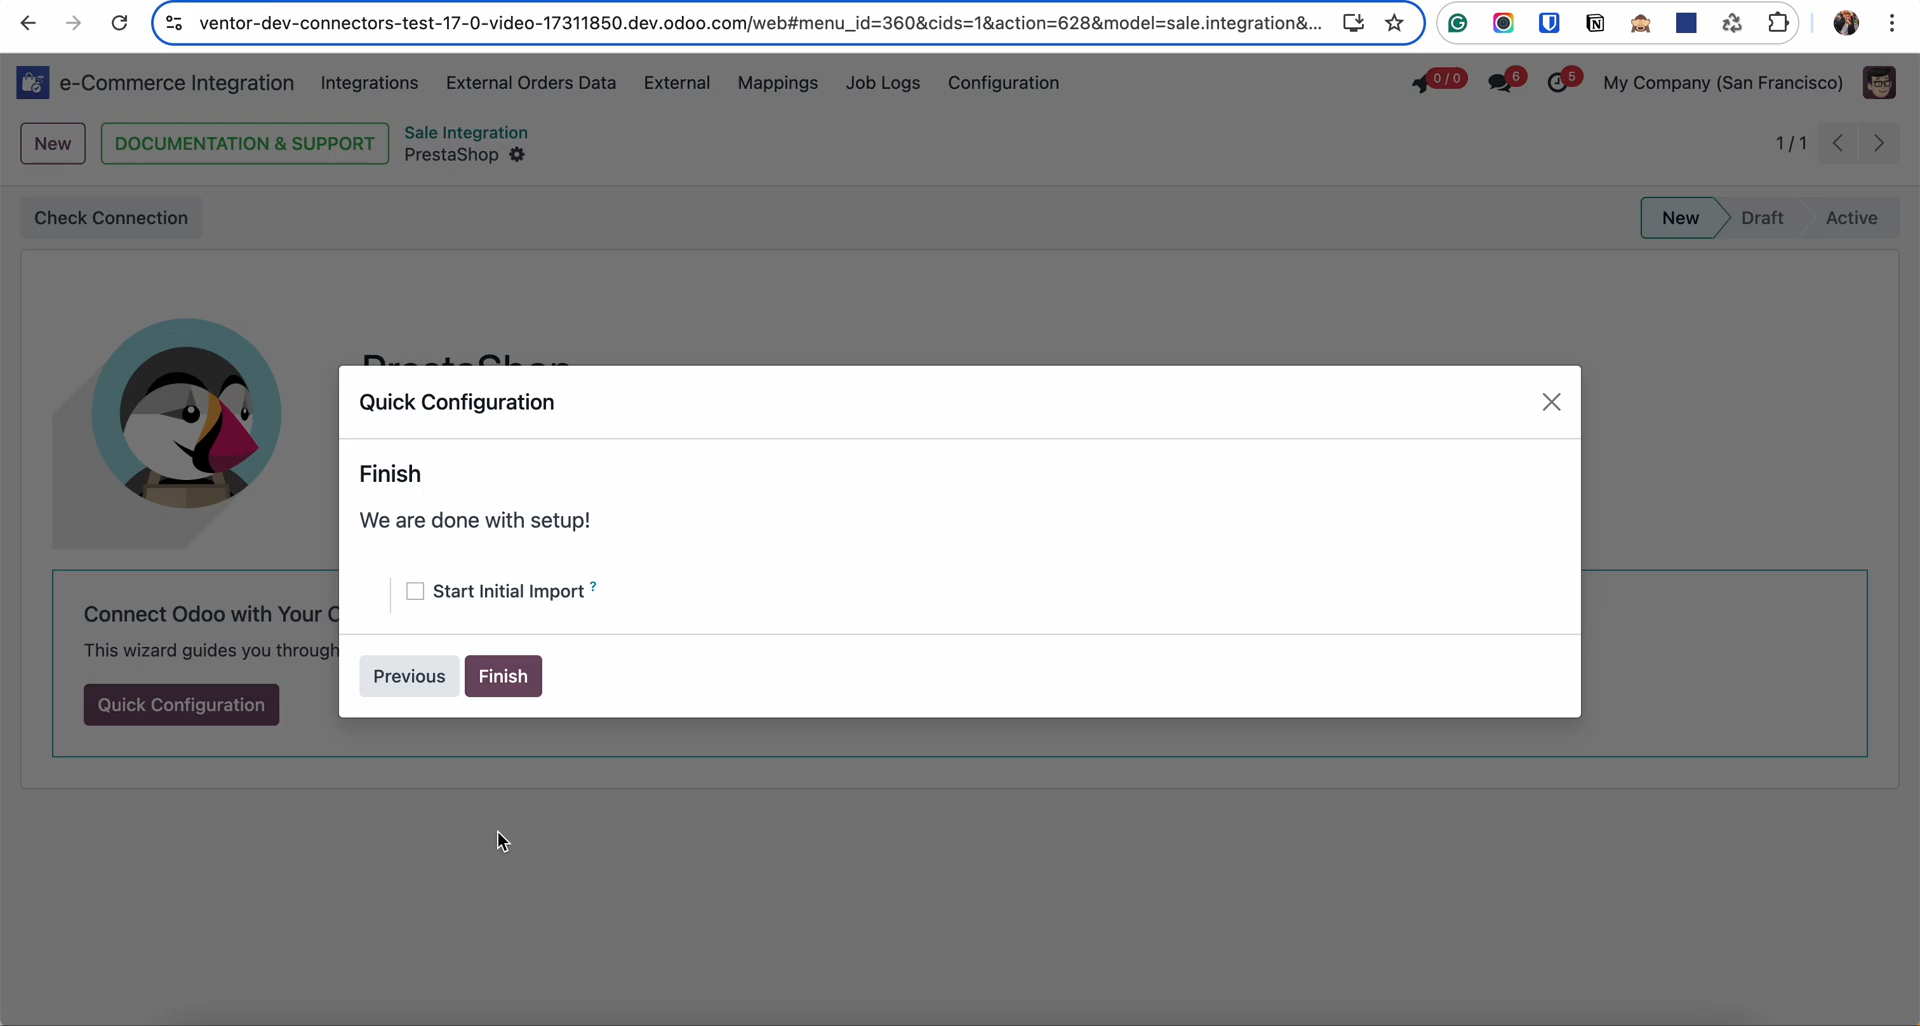 ventor-dev-connectors-test-17-0-video-17311850.dev.odoo.com/web#menu_id=360&cids=1&action=628&model=sale.integration&...
e-Commerce Integration Integrations External Orders Data External Mappings Job Logs Configuration 0 / 0 6 5 My Company (San Francisco)
New DOCUMENTATION & SUPPORT Sale Integration
PrestaShop
1 / 1
Check Connection New Draft Active
PrestaShop
Quick Configuration
Finish
We are done with setup!
Start Initial Import ?
Connect Odoo with Your
This wizard guides you through
Previous Finish
Quick Configuration